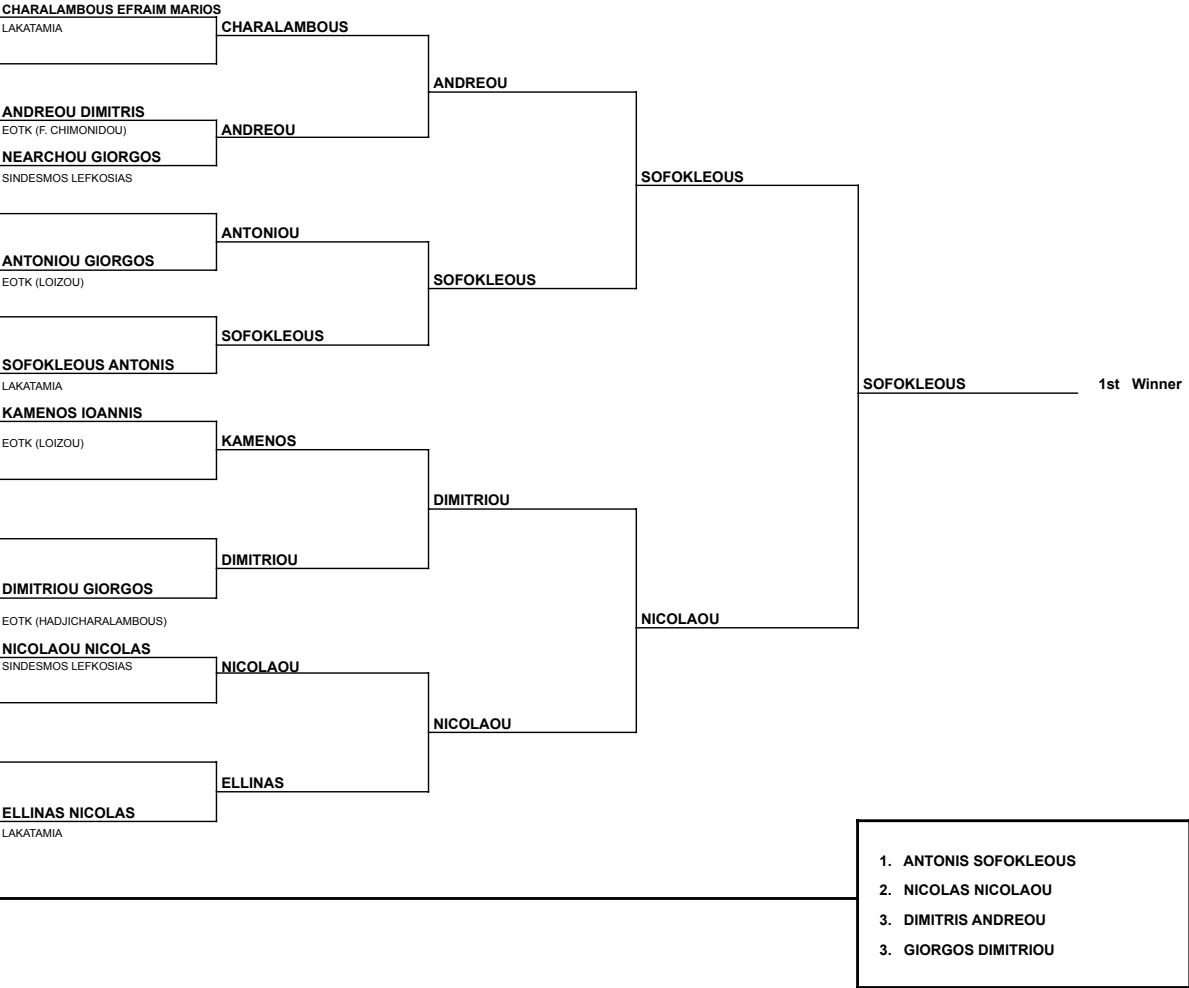 CHARALAMBOUS EFRAIM MARIOS
LAKATAMIA
ANDREOU DIMITRIS
EOTK (F. CHIMONIDOU)
NEARCHOU GIORGOS
SINDESMOS LEFKOSIAS
ANTONIOU GIORGOS
EOTK (LOIZOU)
SOFOKLEOUS ANTONIS
LAKATAMIA
KAMENOS IOANNIS
EOTK (LOIZOU)
DIMITRIOU GIORGOS
EOTK (HADJICHARALAMBOUS)
NICOLAOU NICOLAS
SINDESMOS LEFKOSIAS
ELLINAS NICOLAS
LAKATAMIA
CHARALAMBOUS
ANDREOU
ANTONIOU
SOFOKLEOUS
KAMENOS
DIMITRIOU
NICOLAOU
ELLINAS
ANDREOU
SOFOKLEOUS
DIMITRIOU
NICOLAOU
SOFOKLEOUS
NICOLAOU
SOFOKLEOUS 1st Winner
1. ANTONIS SOFOKLEOUS
2. NICOLAS NICOLAOU
3. DIMITRIS ANDREOU
3. GIORGOS DIMITRIOU